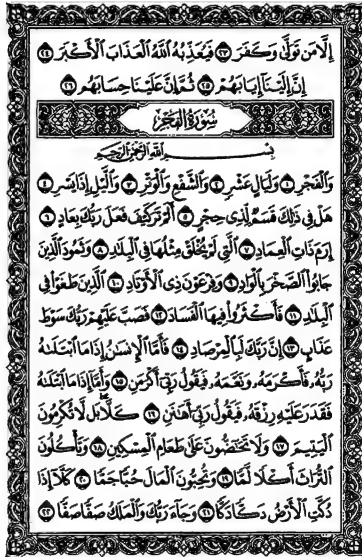 إِلَّا مَن تَوَلَّىٰ وَكَفَرَ ٢٣ فَيُعَذِّبُهُ ٱللَّهُ ٱلْعَذَابَ ٱلْأَكْبَرَ ٢٤
إِنَّ إِلَيْنَآ إِيَابَهُمْ ٢٥ ثُمَّ إِنَّ عَلَيْنَا حِسَابَهُم ٢٦
سُورَةُ الفَجْرِ
بِسْمِ ٱللَّهِ ٱلرَّحْمَٰنِ ٱلرَّحِيمِ
وَٱلْفَجْرِ ١ وَلَيَالٍ عَشْرٍ ٢ وَٱلشَّفْعِ وَٱلْوَتْرِ ٣ وَٱلَّيْلِ إِذَا يَسْرِ ٤
هَلْ فِي ذَٰلِكَ قَسَمٌ لِّذِي حِجْرٍ ٥ أَلَمْ تَرَ كَيْفَ فَعَلَ رَبُّكَ بِعَادٍ ٦
إِرَمَ ذَاتِ ٱلْعِمَادِ ٧ ٱلَّتِي لَمْ يُخْلَقْ مِثْلُهَا فِي ٱلْبِلَٰدِ ٨ وَثَمُودَ ٱلَّذِينَ
جَابُوا۟ ٱلصَّخْرَ بِٱلْوَادِ ٩ وَفِرْعَوْنَ ذِي ٱلْأَوْتَادِ ١٠ ٱلَّذِينَ طَغَوْا۟ فِي
ٱلْبِلَٰدِ ١١ فَأَكْثَرُوا۟ فِيهَا ٱلْفَسَادَ ١٢ فَصَبَّ عَلَيْهِمْ رَبُّكَ سَوْطَ
عَذَابٍ ١٣ إِنَّ رَبَّكَ لَبِٱلْمِرْصَادِ ١٤ فَأَمَّا ٱلْإِنسَٰنُ إِذَا مَا ٱبْتَلَىٰهُ
رَبُّهُۥ فَأَكْرَمَهُۥ وَنَعَّمَهُۥ فَيَقُولُ رَبِّيٓ أَكْرَمَنِ ١٥ وَأَمَّآ إِذَا مَا ٱبْتَلَىٰهُ
فَقَدَرَ عَلَيْهِ رِزْقَهُۥ فَيَقُولُ رَبِّيٓ أَهَٰنَنِ ١٦ كَلَّا ۖ بَل لَّا تُكْرِمُونَ
ٱلْيَتِيمَ ١٧ وَلَا تَحَٰٓضُّونَ عَلَىٰ طَعَامِ ٱلْمِسْكِينِ ١٨ وَتَأْكُلُونَ
ٱلتُّرَاثَ أَكْلًا لَّمًّا ١٩ وَتُحِبُّونَ ٱلْمَالَ حُبًّا جَمًّا ٢٠ كَلَّآ إِذَا
دُكَّتِ ٱلْأَرْضُ دَكًّا دَكًّا ٢١ وَجَآءَ رَبُّكَ وَٱلْمَلَكُ صَفًّا صَفًّا ٢٢